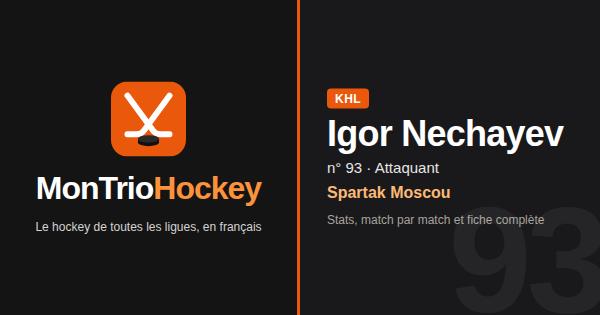 MonTrioHockey
Le hockey de toutes les ligues, en français
KHL
Igor Nechayev
n° 93 · Attaquant
Spartak Moscou
Stats, match par match et fiche complète
93